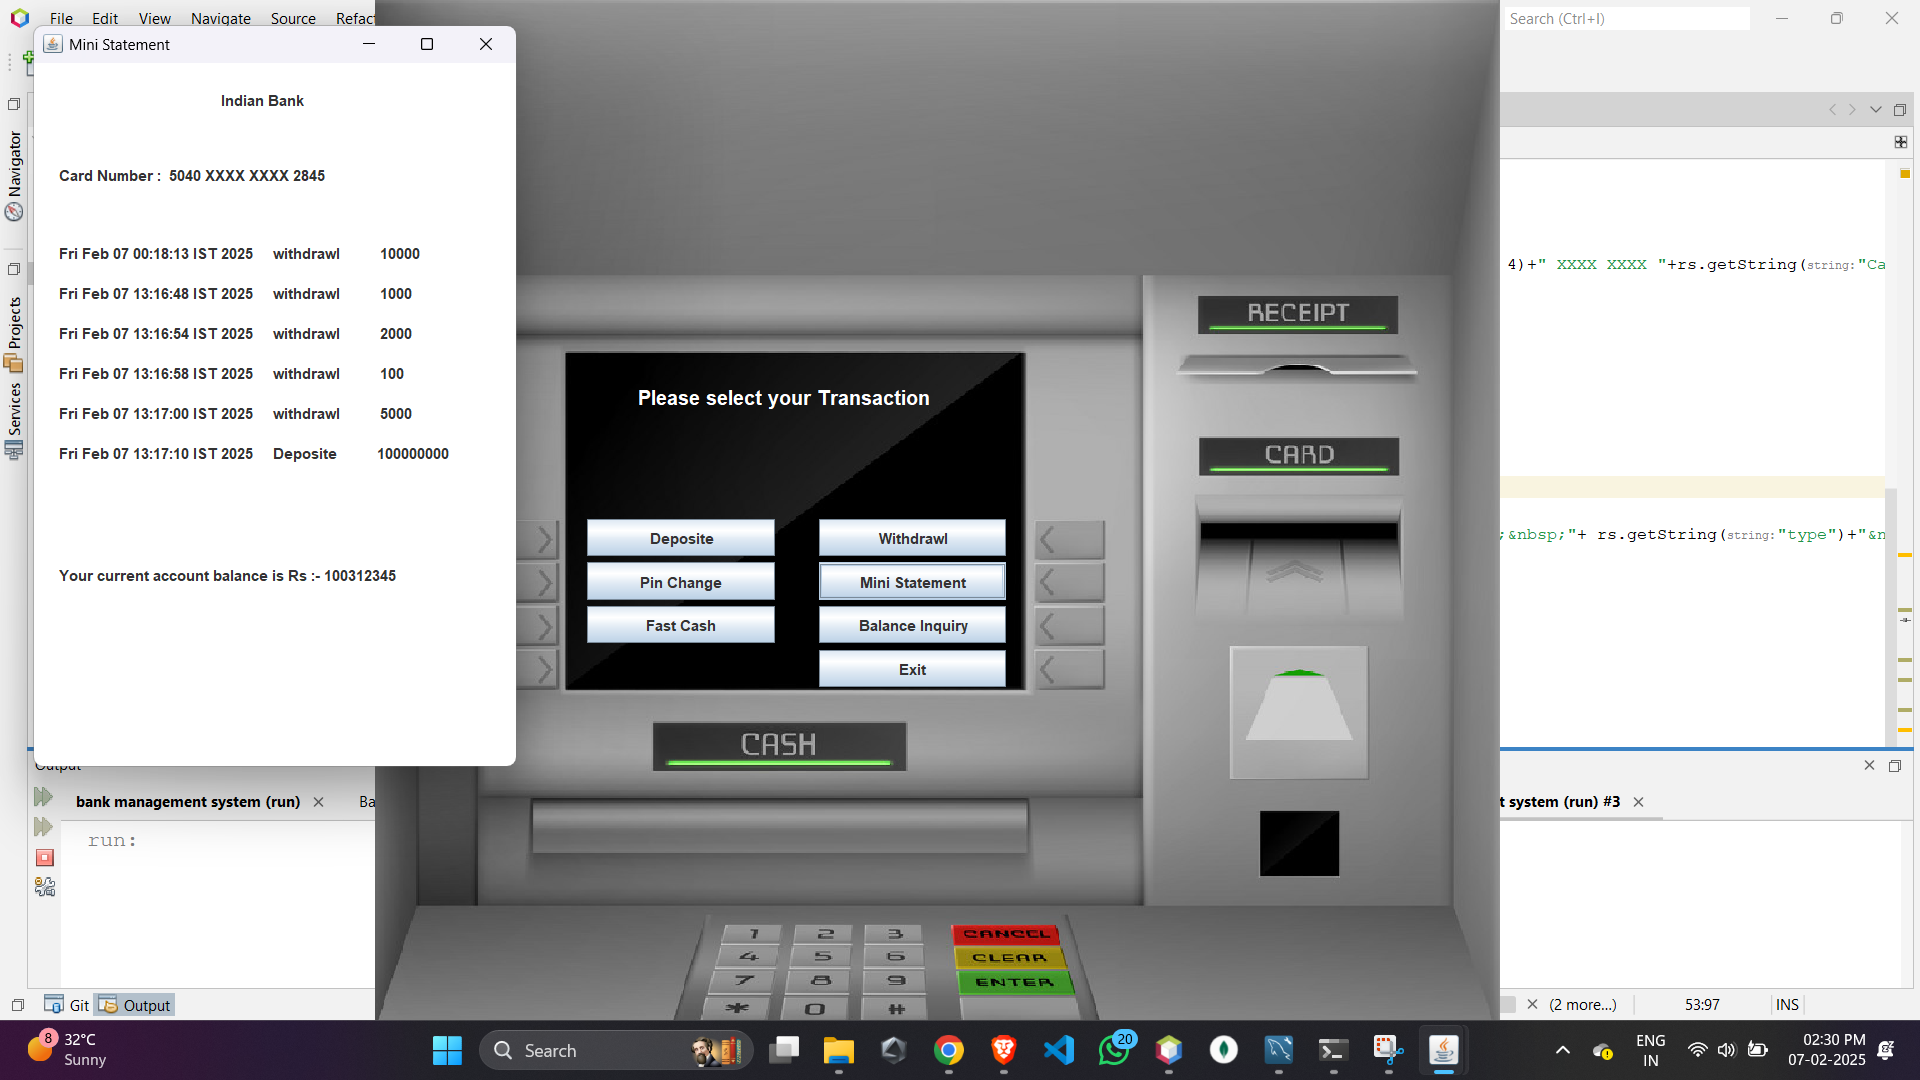 File Edit View Navigate Source Refact
Search (Ctrl+I)
Mini Statement
Indian Bank
Card Number : 5040 XXXX XXXX 2845
Fri Feb 07 00:18:13 IST 2025 withdrawl 10000
Fri Feb 07 13:16:48 IST 2025 withdrawl 1000
Fri Feb 07 13:16:54 IST 2025 withdrawl 2000
Fri Feb 07 13:16:58 IST 2025 withdrawl 100
Fri Feb 07 13:17:00 IST 2025 withdrawl 5000
Fri Feb 07 13:17:10 IST 2025 Deposite 100000000
Your current account balance is Rs :- 100312345
Navigator
Projects
Services
Please select your Transaction
Deposite Withdrawl
Pin Change Mini Statement
Fast Cash Balance Inquiry
Exit
CASH
RECEIPT
CARD
1 2 3 CANCEL
4 5 6 CLEAR
7 8 9 ENTER
* 0 #
4)+" XXXX XXXX "+rs.getString(string:"Ca
;&nbsp;"+ rs.getString(string:"type")+"&n
Output
bank management system (run) Ba
t system (run) #3
run:
Git Output
(2 more...) 53:97 INS
8 32°C
Sunny
Search
20
ENG
IN
02:30 PM
07-02-2025